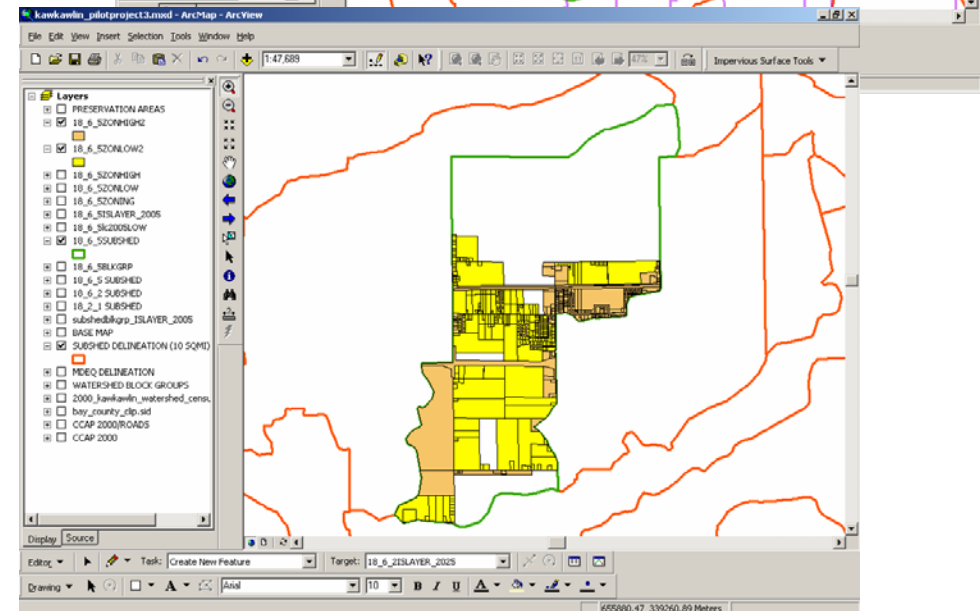 kawkawlin_pilotproject3.mxd - ArcMap - ArcView
File Edit View Insert Selection Tools Window Help
1:47,689
47%
Impervious Surface Tools
Layers
PRESERVATION AREAS
18_6_5ZONHIGH2
18_6_5ZONLOW2
18_6_5ZONHIGH
18_6_5ZONLOW
18_6_5ZONING
18_6_5ISLAYER_2005
18_6_5lc2005LOW
18_6_5SUBSHED
18_6_5BLKGRP
18_6_5 SUBSHED
18_6_2 SUBSHED
18_2_1 SUBSHED
subshedblkgrp_ISLAYER_2005
BASE MAP
SUBSHED DELINEATION (10 SQMI)
MDEQ DELINEATION
WATERSHED BLOCK GROUPS
2000_kawkawlin_watershed_censu
bay_county_clip.sid
CCAP 2000/ROADS
CCAP 2000
Display Source
Editor Task: Create New Feature Target: 18_6_2ISLAYER_2025
Drawing A Arial 10 B I U A
655880.47 339260.89 Meters